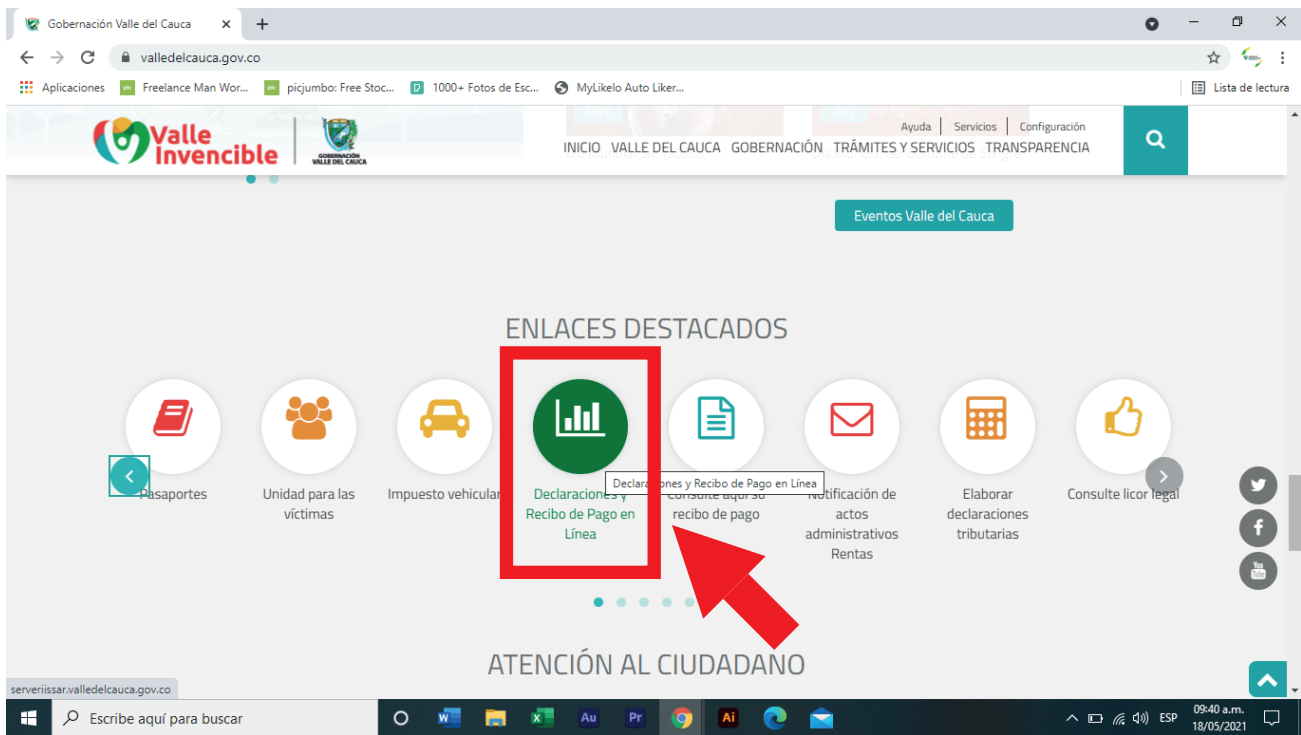 Gobernación Valle del Cauca
valledelcauca.gov.co
Aplicaciones
Freelance Man Wor...
picjumbo: Free Stoc...
1000+ Fotos de Esc...
MyLikelo Auto Liker...
Lista de lectura
Valle
Invencible
GOBERNACIÓN
VALLE DEL CAUCA
Ayuda | Servicios | Configuración
INICIO VALLE DEL CAUCA GOBERNACIÓN TRÁMITES Y SERVICIOS TRANSPARENCIA
Eventos Valle del Cauca
ENLACES DESTACADOS
Pasaportes
Unidad para las
víctimas
Impuesto vehicular
Declaraciones y
Recibo de Pago en
Línea
Declaraciones y Recibo de Pago en Línea
Consulte aquí su
recibo de pago
Notificación de
actos
administrativos
Rentas
Elaborar
declaraciones
tributarias
Consulte licor legal
You
Tube
ATENCIÓN AL CIUDADANO
serveriissar.valledelcauca.gov.co
Escribe aquí para buscar
Au
Pr
Ai
ESP
09:40 a.m.
18/05/2021